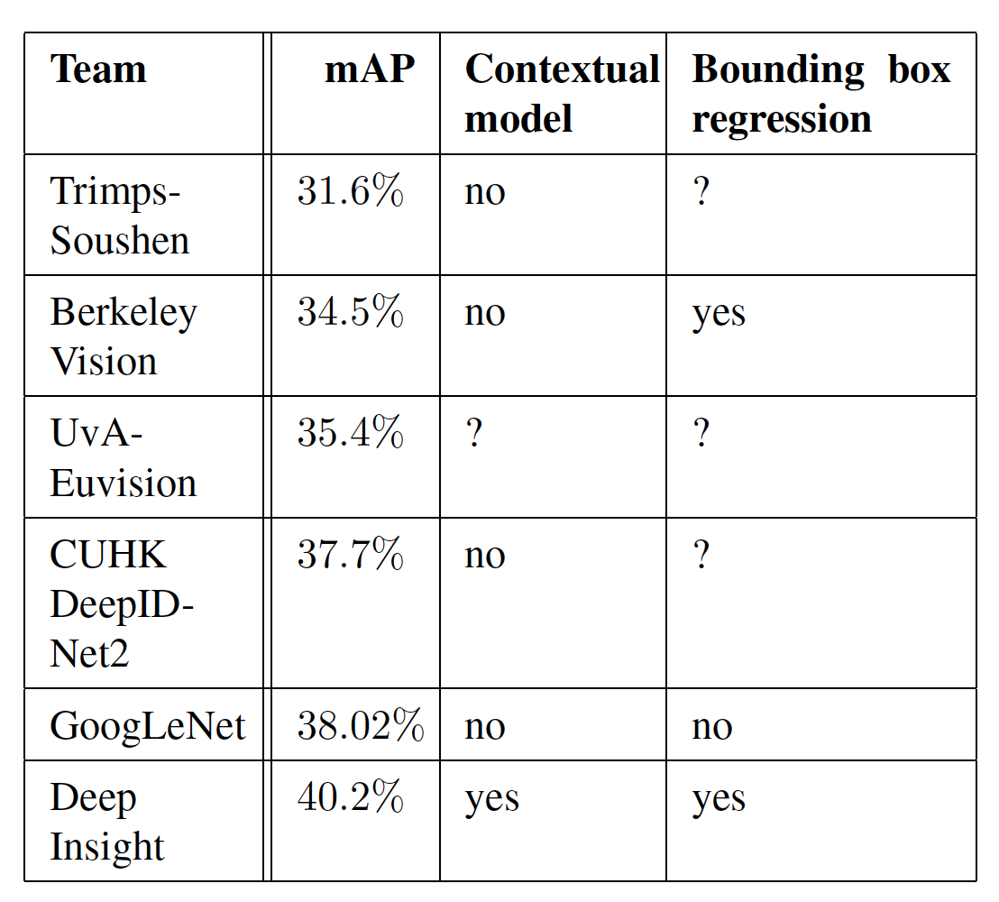 Team mAP Contextual model Bounding box regression
Trimps-Soushen 31.6% no ?
Berkeley Vision 34.5% no yes
UvA-Euvision 35.4% ? ?
CUHK DeepID-Net2 37.7% no ?
GoogLeNet 38.02% no no
Deep Insight 40.2% yes yes